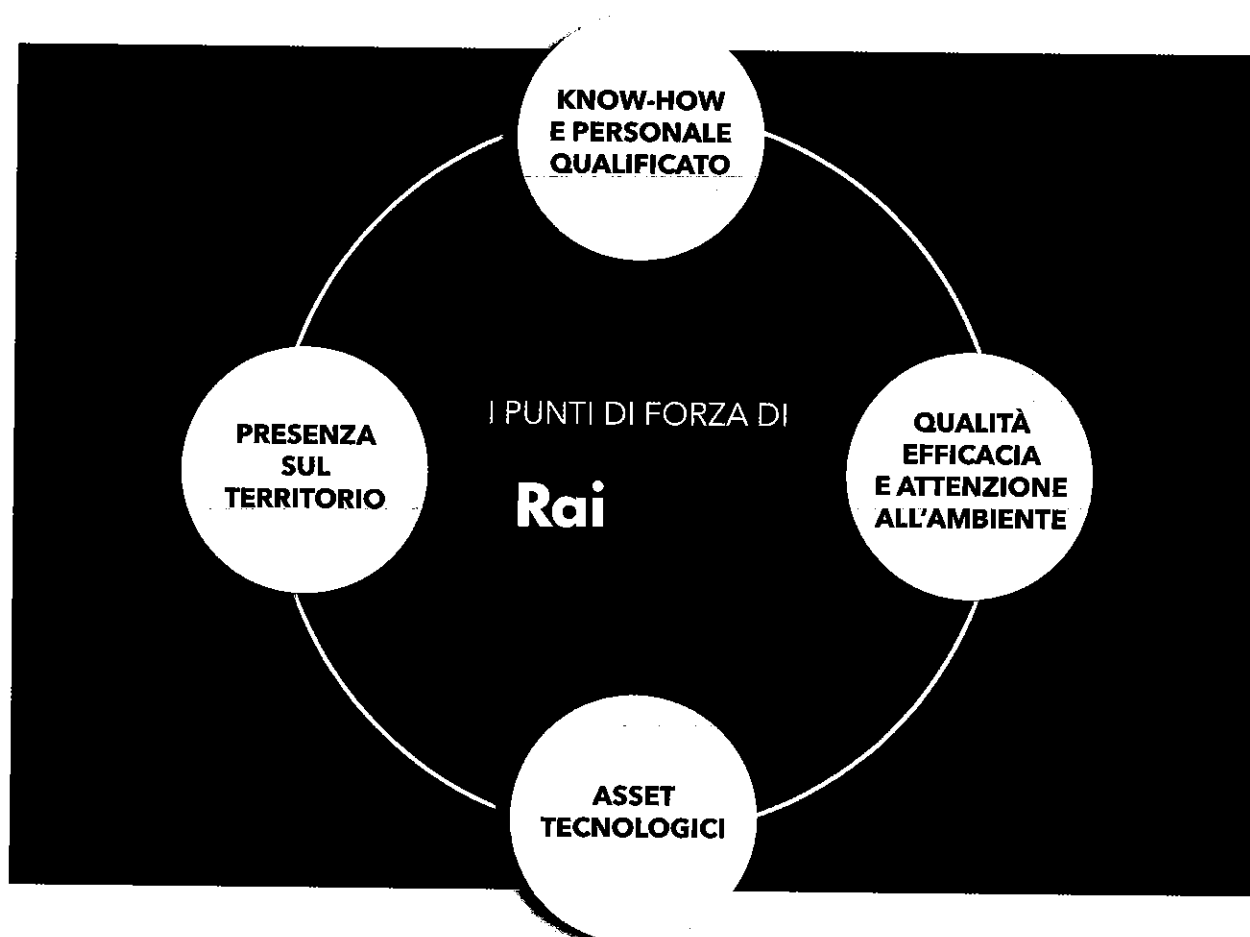 KNOW-HOW
E PERSONALE
QUALIFICATO
PRESENZA
SUL
TERRITORIO
I PUNTI DI FORZA DI
Rai
QUALITÀ
EFFICACIA
E ATTENZIONE
ALL'AMBIENTE
ASSET
TECNOLOGICI